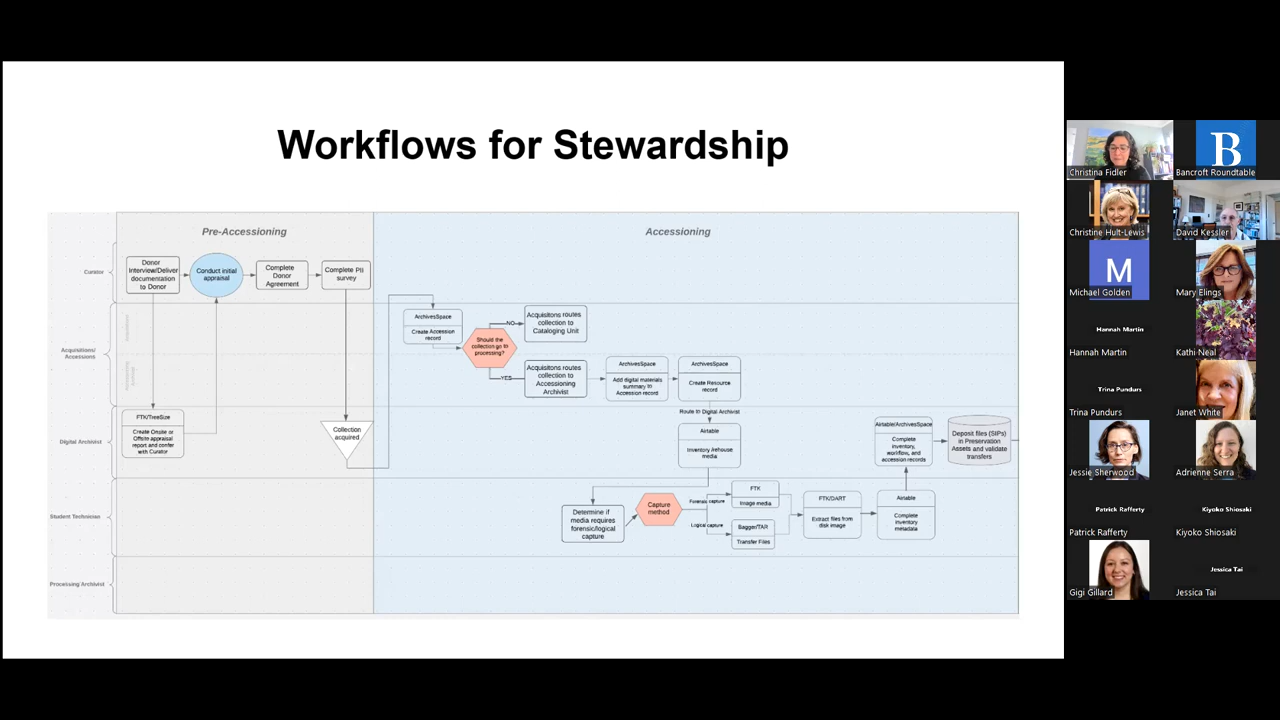 Workflows for Stewardship
Pre-Accessioning
Accessioning
Curator
Donor
Interview/Deliver
documentation
to Donor
Conduct initial
appraisal
Complete
Donor
Agreement
Complete PII
survey
Acquisitions/
Accessions
ArchivesSpace
Create Accession
record
Should the
collection go to
processing?
NO
Acquisitons routes
collection to
Cataloging Unit
YES
Acquisitons routes
collection to
Accessioning
Archivist
ArchivesSpace
Add digital materials
summary to
Accession record
ArchivesSpace
Create Resource
record
Route to Digital Archivist
Digital Archivist
FTK/TreeSize
Create Onsite or
Offsite appraisal
report and confer
with Curator
Collection
acquired
Airtable
Inventory inhouse
media
Airtable/ArchivesSpace
Complete
inventory,
workflow, and
accession records
Deposit files (SIPs)
in Preservation
Assets and validate
transfers
Student Technician
Determine if
media requires
forensic/logical
capture
Capture
method
Forensic capture
Logical capture
FTK
Image media
Bagger/TAR
Transfer Files
FTK/DART
Extract files from
disk image
Airtable
Complete
inventory
metadata
Processing Archivist
Christina Fidler
B
Bancroft Roundtable
Christine Hult-Lewis
David Kessler
M
Michael Golden
Mary Elings
Hannah Martin
Hannah Martin
Kathi Neal
Trina Pundurs
Trina Pundurs
Janet White
Jessie Sherwood
Adrienne Serra
Patrick Rafferty
Patrick Rafferty
Kiyoko Shiosaki
Kiyoko Shiosaki
Gigi Gillard
Jessica Tai
Jessica Tai